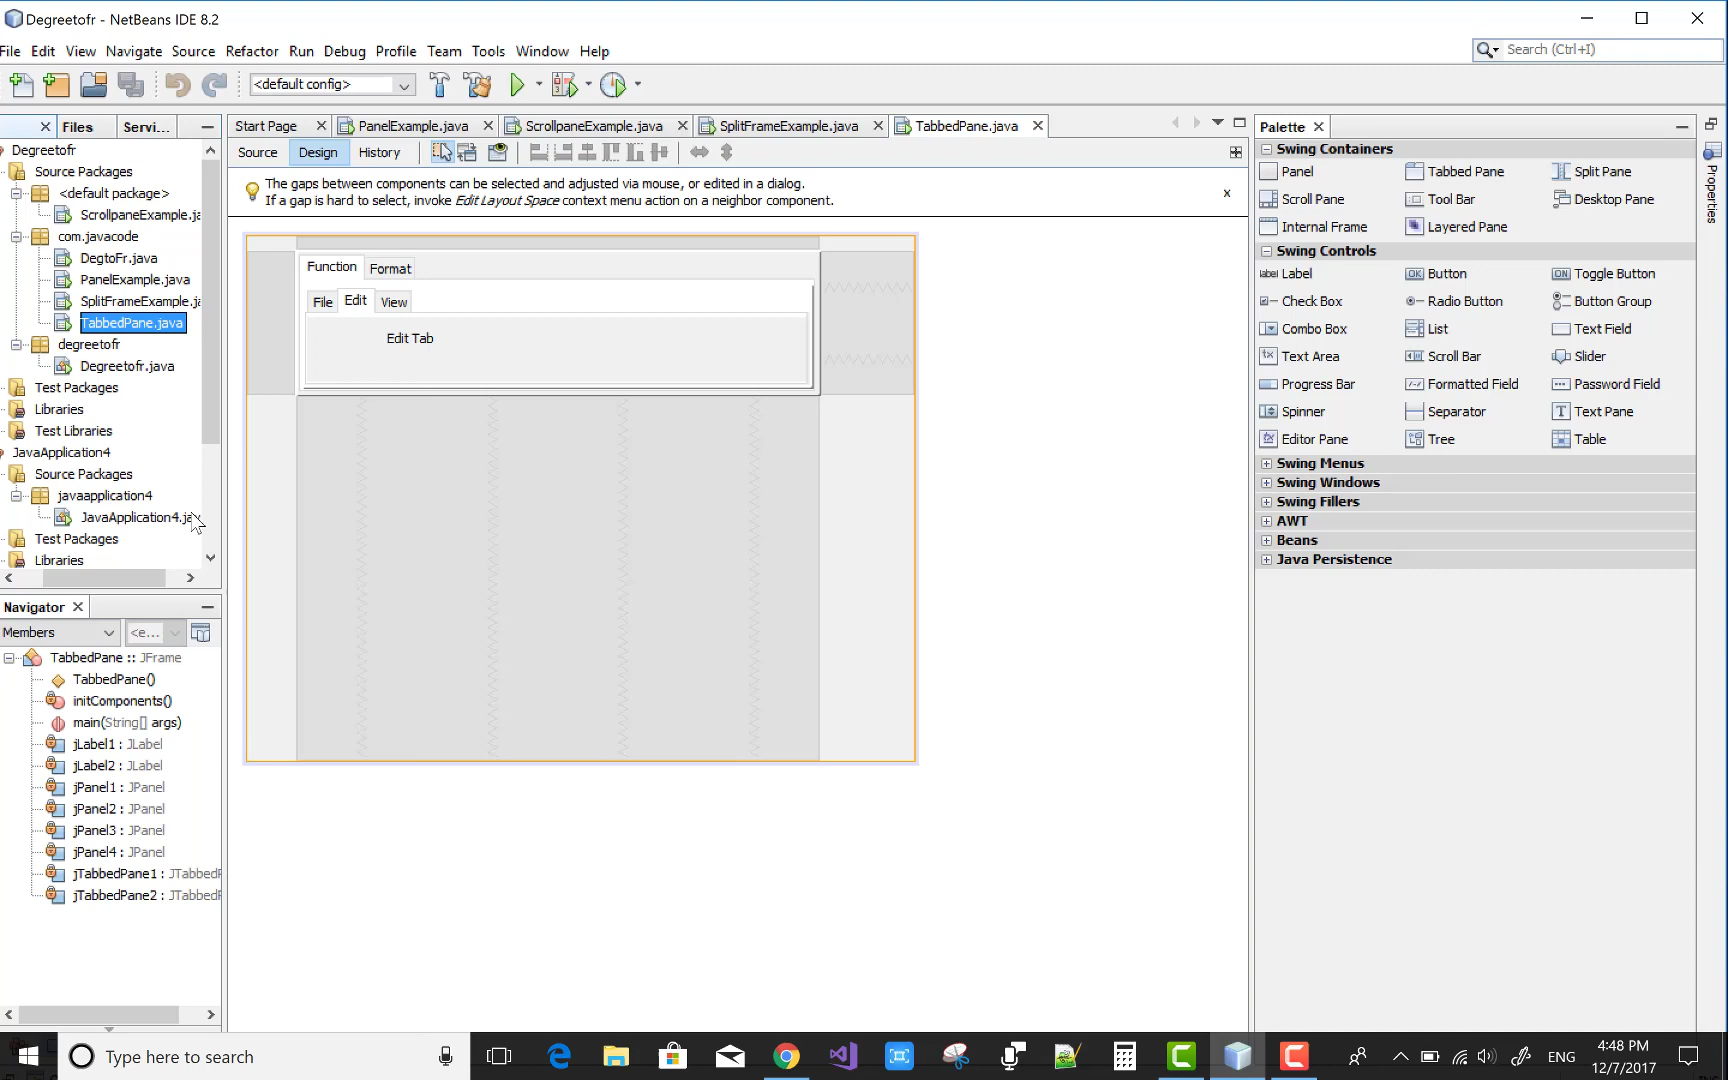 Degreetofr - NetBeans IDE 8.2
File Edit View Navigate Source Refactor Run Debug Profile Team Tools Window Help
Search (Ctrl+I)
<default config>
Files Servi...
Start Page PanelExample.java ScrollpaneExample.java SplitFrameExample.java TabbedPane.java
Palette
Source Design History
The gaps between components can be selected and adjusted via mouse, or edited in a dialog.
If a gap is hard to select, invoke Edit Layout Space context menu action on a neighbor component.
x
Degreetofr
Source Packages
<default package>
ScrollpaneExample.ja
com.javacode
DegtoFr.java
PanelExample.java
SplitFrameExample.ja
TabbedPane.java
degreetofr
Degreetofr.java
Test Packages
Libraries
Test Libraries
JavaApplication4
Source Packages
javaapplication4
JavaApplication4.jav
Test Packages
Libraries
Navigator
Members <e...
TabbedPane :: JFrame
TabbedPane()
initComponents()
main(String[] args)
jLabel1 : JLabel
jLabel2 : JLabel
jPanel1 : JPanel
jPanel2 : JPanel
jPanel3 : JPanel
jPanel4 : JPanel
jTabbedPane1 : JTabbedP
jTabbedPane2 : JTabbedP
Function Format
File Edit View
Edit Tab
Swing Containers
Panel Tabbed Pane Split Pane
Scroll Pane Tool Bar Desktop Pane
Internal Frame Layered Pane
Swing Controls
label Label OK Button ON Toggle Button
Check Box Radio Button Button Group
Combo Box List Text Field
Text Area Scroll Bar Slider
Progress Bar Formatted Field Password Field
Spinner Separator Text Pane
Editor Pane Tree Table
Swing Menus
Swing Windows
Swing Fillers
AWT
Beans
Java Persistence
Properties
Type here to search
ENG
4:48 PM
12/7/2017